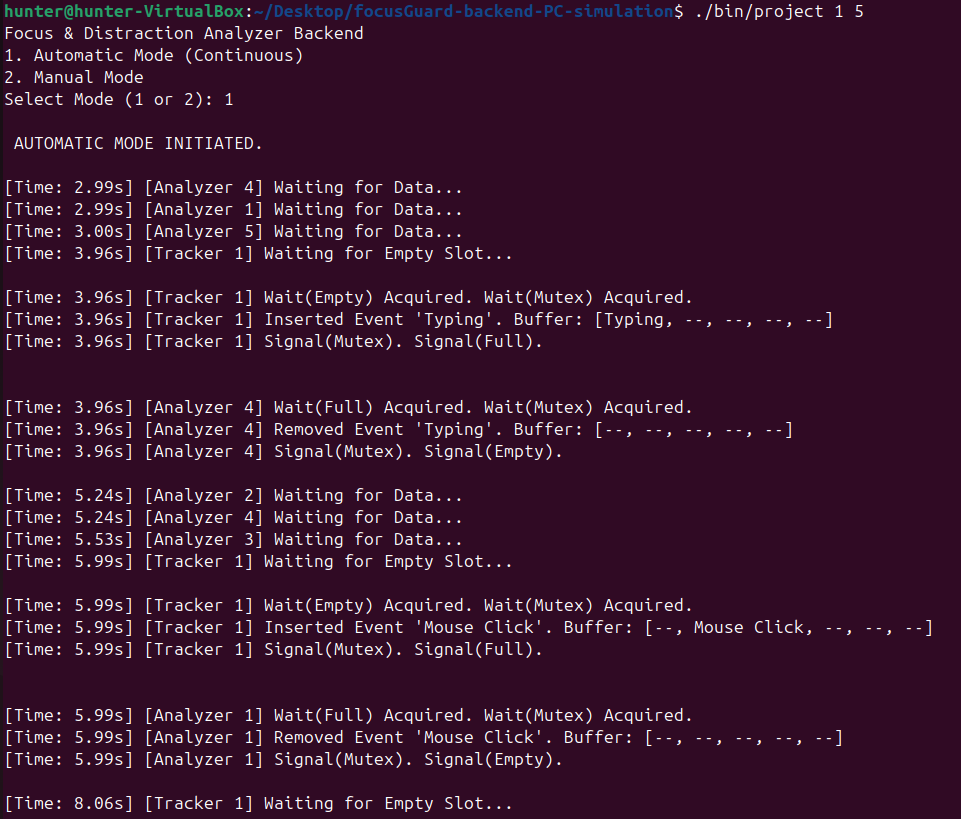 hunter@hunter-VirtualBox:~/Desktop/focusGuard-backend-PC-simulation$ ./bin/project 1 5
Focus & Distraction Analyzer Backend
1. Automatic Mode (Continuous)
2. Manual Mode
Select Mode (1 or 2): 1
AUTOMATIC MODE INITIATED.
[Time: 2.99s] [Analyzer 4] Waiting for Data...
[Time: 2.99s] [Analyzer 1] Waiting for Data...
[Time: 3.00s] [Analyzer 5] Waiting for Data...
[Time: 3.96s] [Tracker 1] Waiting for Empty Slot...
[Time: 3.96s] [Tracker 1] Wait(Empty) Acquired. Wait(Mutex) Acquired.
[Time: 3.96s] [Tracker 1] Inserted Event 'Typing'. Buffer: [Typing, --, --, --, --]
[Time: 3.96s] [Tracker 1] Signal(Mutex). Signal(Full).
[Time: 3.96s] [Analyzer 4] Wait(Full) Acquired. Wait(Mutex) Acquired.
[Time: 3.96s] [Analyzer 4] Removed Event 'Typing'. Buffer: [--, --, --, --, --]
[Time: 3.96s] [Analyzer 4] Signal(Mutex). Signal(Empty).
[Time: 5.24s] [Analyzer 2] Waiting for Data...
[Time: 5.24s] [Analyzer 4] Waiting for Data...
[Time: 5.53s] [Analyzer 3] Waiting for Data...
[Time: 5.99s] [Tracker 1] Waiting for Empty Slot...
[Time: 5.99s] [Tracker 1] Wait(Empty) Acquired. Wait(Mutex) Acquired.
[Time: 5.99s] [Tracker 1] Inserted Event 'Mouse Click'. Buffer: [--, Mouse Click, --, --, --]
[Time: 5.99s] [Tracker 1] Signal(Mutex). Signal(Full).
[Time: 5.99s] [Analyzer 1] Wait(Full) Acquired. Wait(Mutex) Acquired.
[Time: 5.99s] [Analyzer 1] Removed Event 'Mouse Click'. Buffer: [--, --, --, --, --]
[Time: 5.99s] [Analyzer 1] Signal(Mutex). Signal(Empty).
[Time: 8.06s] [Tracker 1] Waiting for Empty Slot...